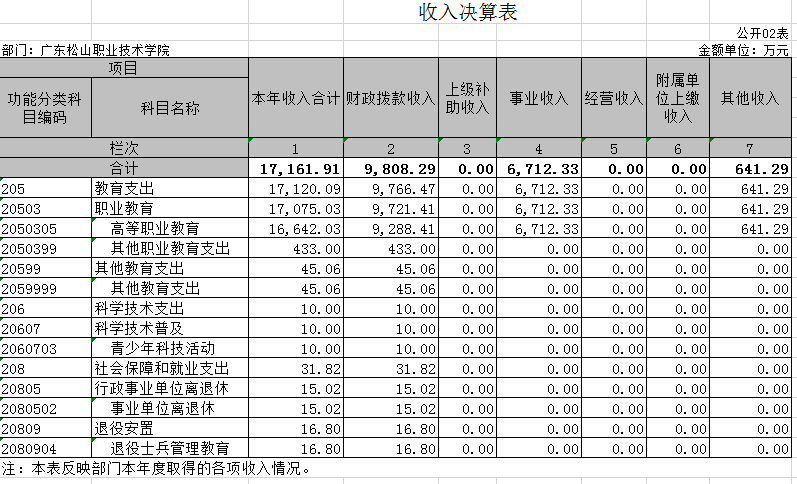 收入决算表
公开02表
部门：广东松山职业技术学院 金额单位：万元
项目 本年收入合计 财政拨款收入 上级补助收入 事业收入 经营收入 附属单位上缴收入 其他收入
功能分类科目编码 科目名称
栏次 1 2 3 4 5 6 7
合计 17,161.91 9,808.29 0.00 6,712.33 0.00 0.00 641.29
205 教育支出 17,120.09 9,766.47 0.00 6,712.33 0.00 0.00 641.29
20503 职业教育 17,075.03 9,721.41 0.00 6,712.33 0.00 0.00 641.29
2050305 高等职业教育 16,642.03 9,288.41 0.00 6,712.33 0.00 0.00 641.29
2050399 其他职业教育支出 433.00 433.00 0.00 0.00 0.00 0.00 0.00
20599 其他教育支出 45.06 45.06 0.00 0.00 0.00 0.00 0.00
2059999 其他教育支出 45.06 45.06 0.00 0.00 0.00 0.00 0.00
206 科学技术支出 10.00 10.00 0.00 0.00 0.00 0.00 0.00
20607 科学技术普及 10.00 10.00 0.00 0.00 0.00 0.00 0.00
2060703 青少年科技活动 10.00 10.00 0.00 0.00 0.00 0.00 0.00
208 社会保障和就业支出 31.82 31.82 0.00 0.00 0.00 0.00 0.00
20805 行政事业单位离退休 15.02 15.02 0.00 0.00 0.00 0.00 0.00
2080502 事业单位离退休 15.02 15.02 0.00 0.00 0.00 0.00 0.00
20809 退役安置 16.80 16.80 0.00 0.00 0.00 0.00 0.00
2080904 退役士兵管理教育 16.80 16.80 0.00 0.00 0.00 0.00 0.00
注：本表反映部门本年度取得的各项收入情况。